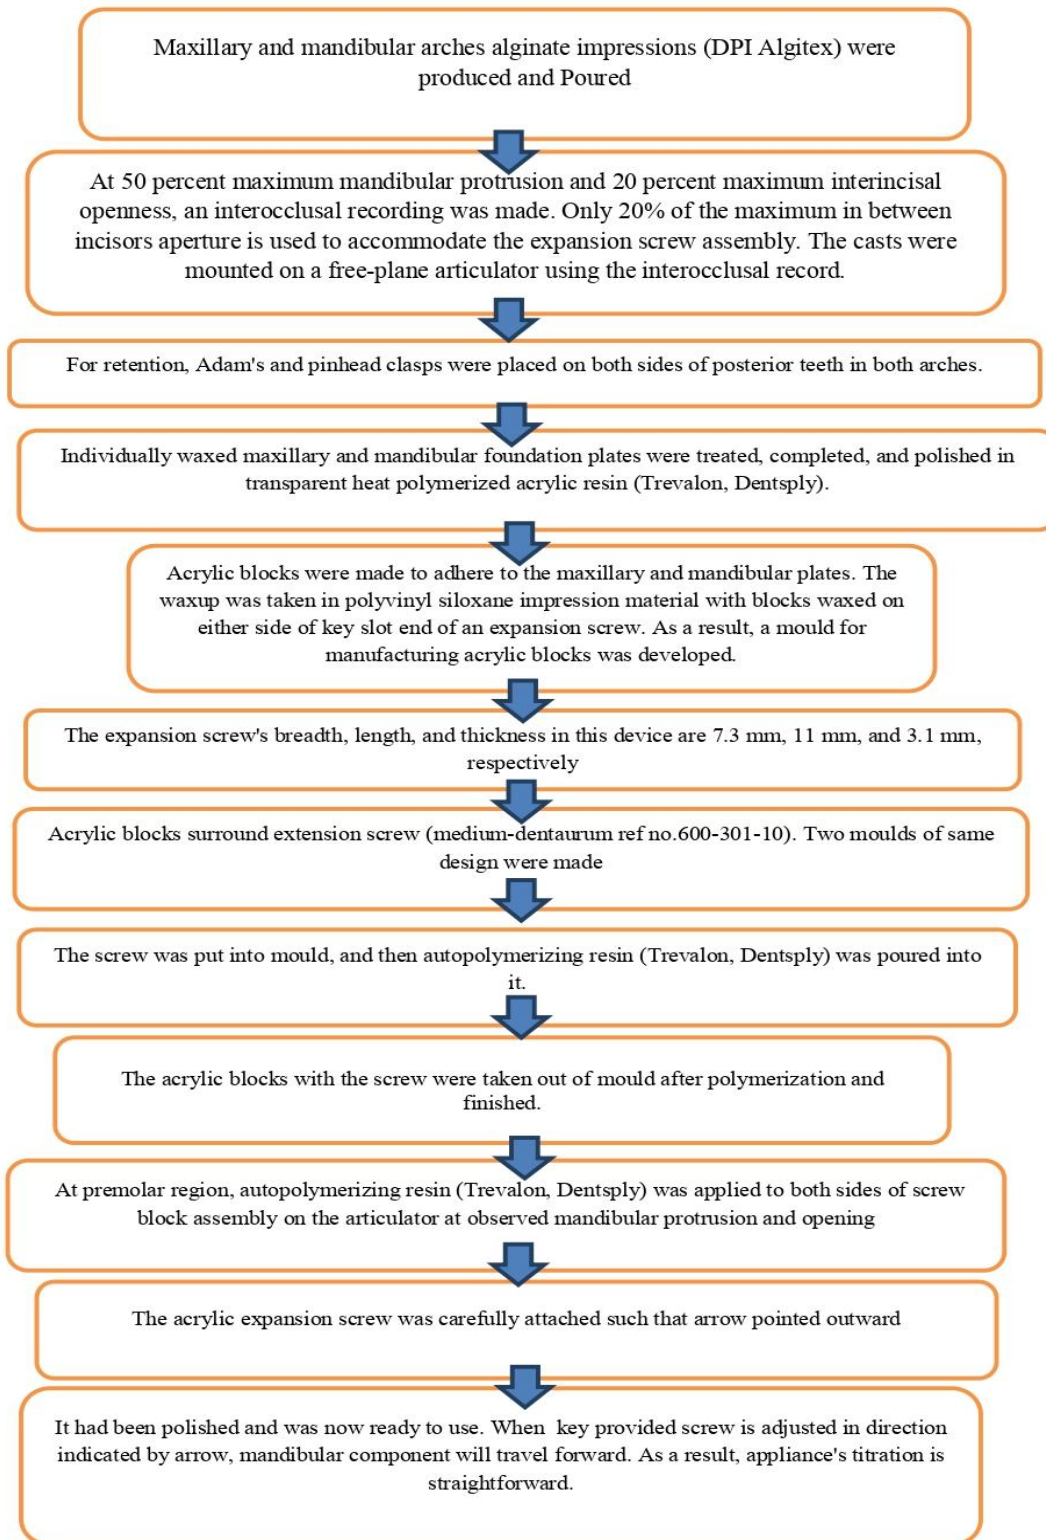 Maxillary and mandibular arches alginate impressions (DPI Algitex) were
produced and Poured
At 50 percent maximum mandibular protrusion and 20 percent maximum interincisal
openness, an interocclusal recording was made. Only 20% of the maximum in between
incisors aperture is used to accommodate the expansion screw assembly. The casts were
mounted on a free-plane articulator using the interocclusal record.
For retention, Adam's and pinhead clasps were placed on both sides of posterior teeth in both arches.
Individually waxed maxillary and mandibular foundation plates were treated, completed, and polished in
transparent heat polymerized acrylic resin (Trevalon, Dentsply).
Acrylic blocks were made to adhere to the maxillary and mandibular plates. The
waxup was taken in polyvinyl siloxane impression material with blocks waxed on
either side of key slot end of an expansion screw. As a result, a mould for
manufacturing acrylic blocks was developed.
The expansion screw's breadth, length, and thickness in this device are 7.3 mm, 11 mm, and 3.1 mm,
respectively
Acrylic blocks surround extension screw (medium-dentaurum ref no.600-301-10). Two moulds of same
design were made
The screw was put into mould, and then autopolymerizing resin (Trevalon, Dentsply) was poured into
it.
The acrylic blocks with the screw were taken out of mould after polymerization and
finished.
At premolar region, autopolymerizing resin (Trevalon, Dentsply) was applied to both sides of screw
block assembly on the articulator at observed mandibular protrusion and opening
The acrylic expansion screw was carefully attached such that arrow pointed outward
It had been polished and was now ready to use. When key provided screw is adjusted in direction
indicated by arrow, mandibular component will travel forward. As a result, appliance's titration is
straightforward.